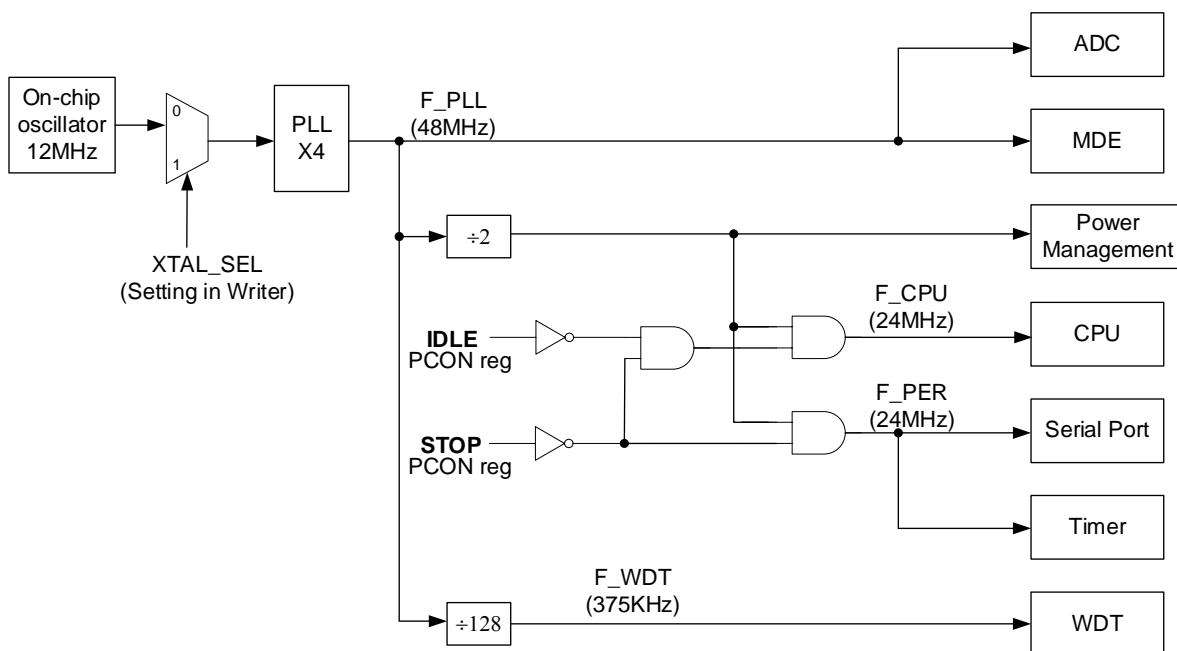 On-chip
oscillator
12MHz
0
1
XTAL_SEL
(Setting in Writer)
PLL
X4
F_PLL
(48MHz)
ADC
MDE
÷2
Power
Management
IDLE
PCON reg
F_CPU
(24MHz)
CPU
STOP
PCON reg
F_PER
(24MHz)
Serial Port
Timer
÷128
F_WDT
(375KHz)
WDT